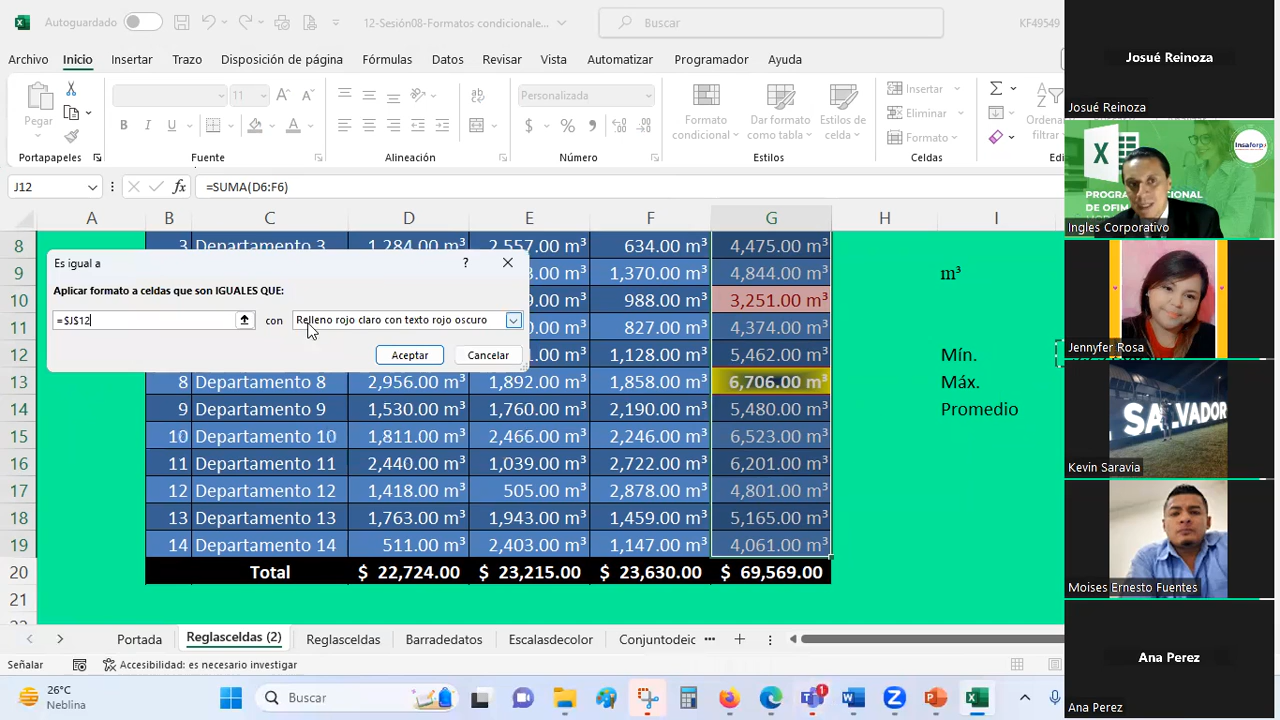 Autoguardado
12-Sesión08-Formatos condicionale...
Buscar
KF49549
Archivo Inicio Insertar Trazo Disposición de página Fórmulas Datos Revisar Vista Automatizar Programador Ayuda
Pegar
11
N K S
Personalizada
$ % 000
Formato condicional
Dar formato como tabla
Estilos de celda
Insertar
Eliminar
Formato
Ordenar filtrar
Portapapeles Fuente Alineación Número Estilos Celdas
J12 fx =SUMA(D6:F6)
A B C D E F G H I
8 3 Departamento 3 1,284.00 m³ 2,557.00 m³ 634.00 m³ 4,475.00 m³
9 1,370.00 m³ 4,844.00 m³ m³
10 988.00 m³ 3,251.00 m³
11 827.00 m³ 4,374.00 m³
12 1,128.00 m³ 5,462.00 m³ Mín.
13 8 Departamento 8 2,956.00 m³ 1,892.00 m³ 1,858.00 m³ 6,706.00 m³ Máx.
14 9 Departamento 9 1,530.00 m³ 1,760.00 m³ 2,190.00 m³ 5,480.00 m³ Promedio
15 10 Departamento 10 1,811.00 m³ 2,466.00 m³ 2,246.00 m³ 6,523.00 m³
16 11 Departamento 11 2,440.00 m³ 1,039.00 m³ 2,722.00 m³ 6,201.00 m³
17 12 Departamento 12 1,418.00 m³ 505.00 m³ 2,878.00 m³ 4,801.00 m³
18 13 Departamento 13 1,763.00 m³ 1,943.00 m³ 1,459.00 m³ 5,165.00 m³
19 14 Departamento 14 511.00 m³ 2,403.00 m³ 1,147.00 m³ 4,061.00 m³
20 Total $ 22,724.00 $ 23,215.00 $ 23,630.00 $ 69,569.00
21
Es igual a ?
Aplicar formato a celdas que son IGUALES QUE:
=$J$12 con Relleno rojo claro con texto rojo oscuro
Aceptar Cancelar
Portada Reglasceldas (2) Reglasceldas Barradedatos Escalasdecolor Conjuntodeic ...
Señalar Accesibilidad: es necesario investigar
26°C
Neblina
Buscar
1
Josué Reinoza
Josué Reinoza
Insaforp
DE OFIM
Ingles Corporativo
Jennyfer Rosa
SALVADOR
Kevin Saravia
Moises Ernesto Fuentes
Ana Perez
Ana Perez